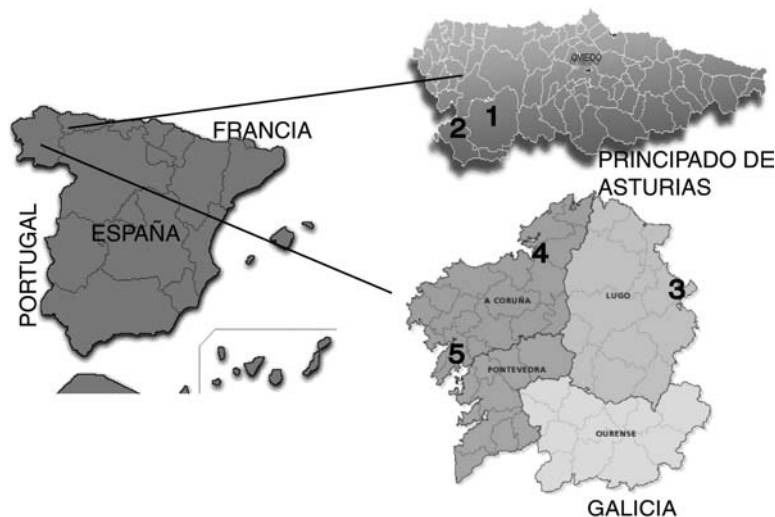 FRANCIA
PORTUGAL
ESPAÑA
OVIEDO
1
2
PRINCIPADO DE
ASTURIAS
4
3
A CORUÑA
LUGO
5
PONTEVEDRA
OURENSE
GALICIA